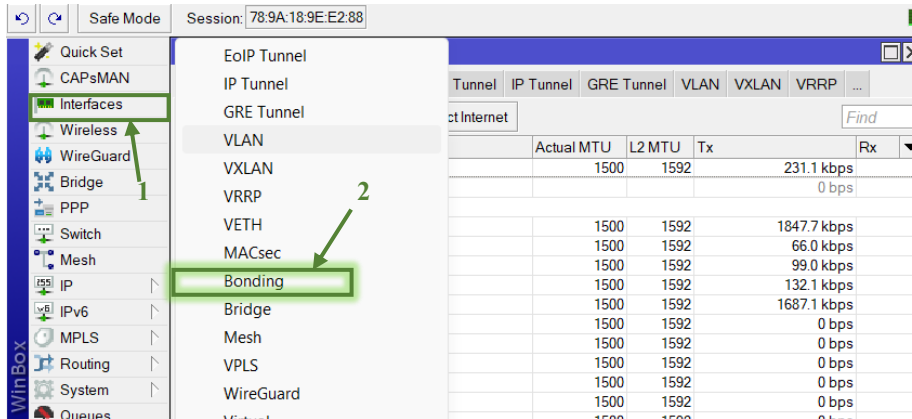 Safe Mode Session: 78:9A:18:9E:E2:88
Quick Set
CAPsMAN
Interfaces
Wireless
WireGuard
Bridge
PPP
Switch
Mesh
255 IP
v6 IPv6
MPLS
Routing
System
Queues
WinBox
1
EoIP Tunnel
IP Tunnel
GRE Tunnel
VLAN
VXLAN
VRRP
VETH
MACsec
Bonding
Bridge
Mesh
VPLS
WireGuard
2
Tunnel IP Tunnel GRE Tunnel VLAN VXLAN VRRP ...
ct Internet Find
Actual MTU L2 MTU Tx Rx
1500 1592 231.1 kbps
0 bps
1500 1592 1847.7 kbps
1500 1592 66.0 kbps
1500 1592 99.0 kbps
1500 1592 132.1 kbps
1500 1592 1687.1 kbps
1500 1592 0 bps
1500 1592 0 bps
1500 1592 0 bps
1500 1592 0 bps
1500 1592 0 bps